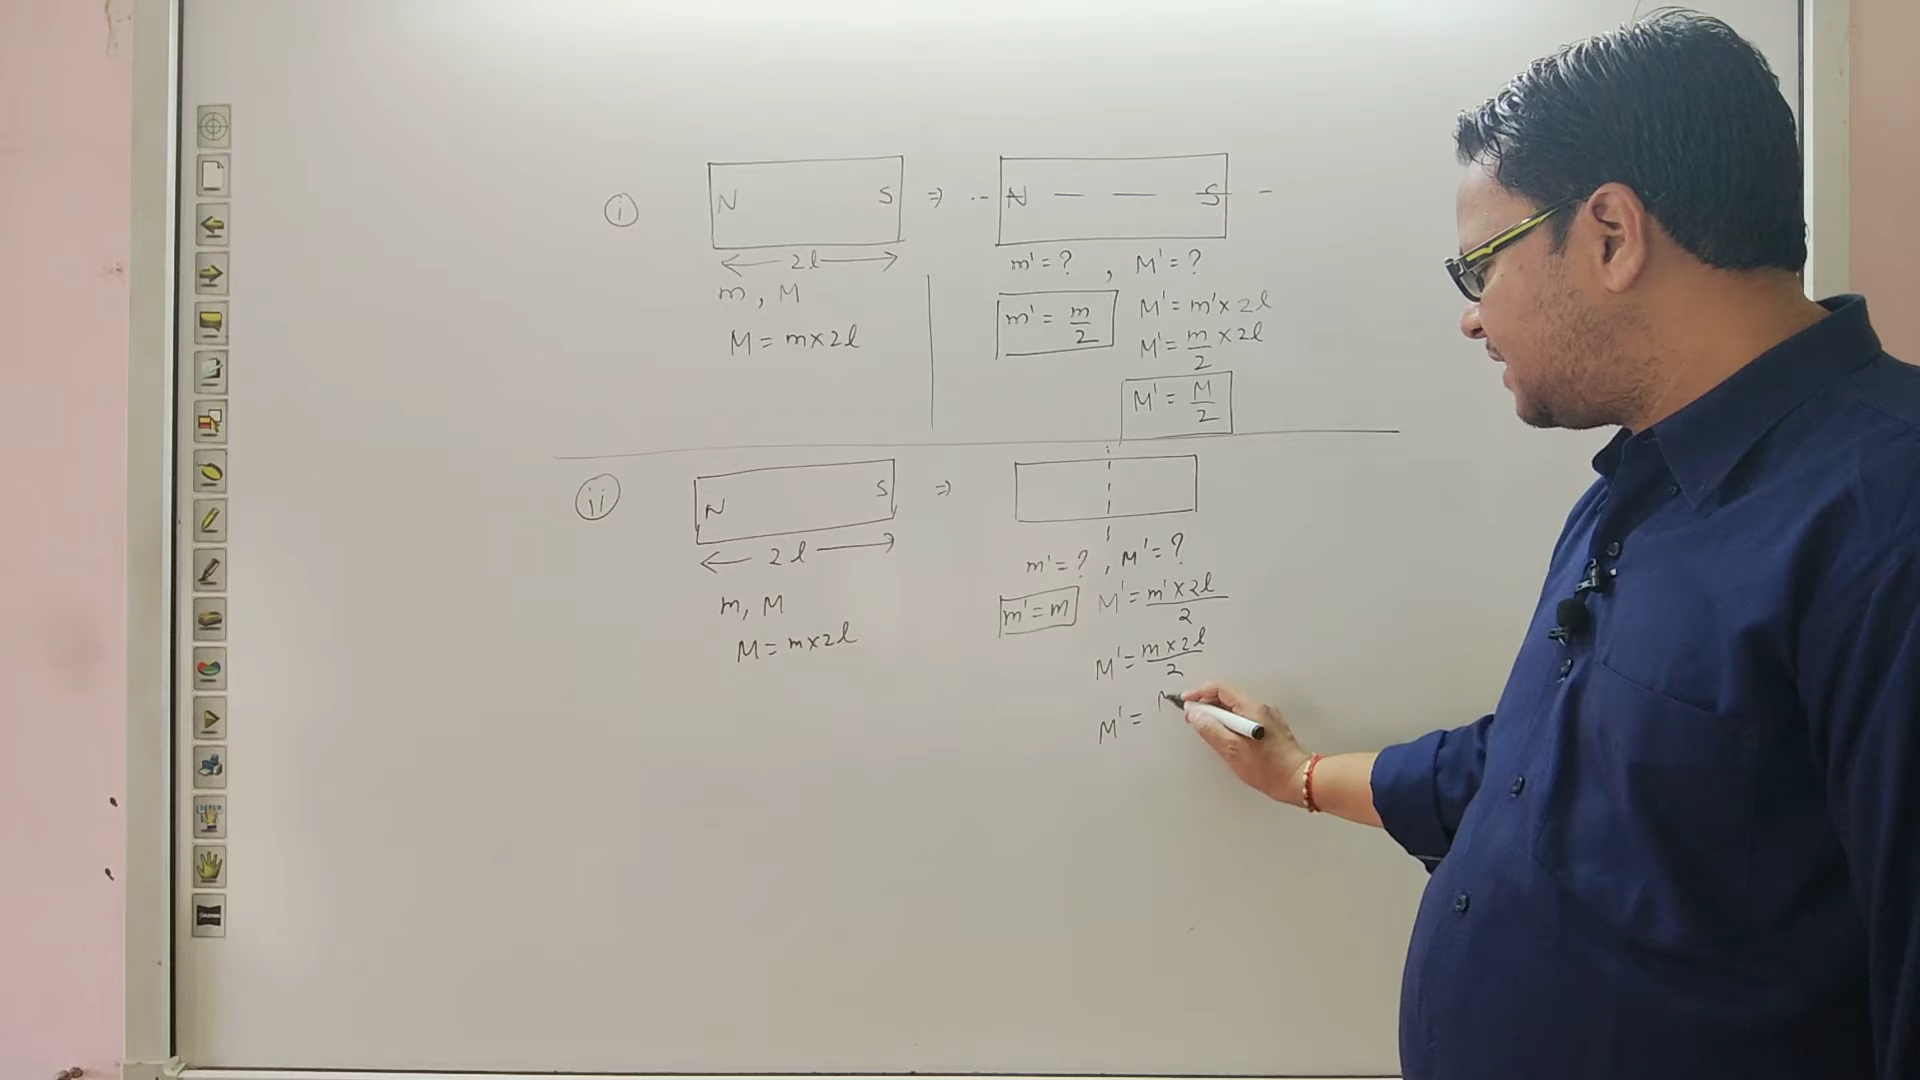 i N S ⇒ N S
2l
m' = ? , M' = ?
m , M
m' = m/2 M' = m' × 2l
M = m × 2l
M' = m/2 × 2l
M' = M/2
ii N S ⇒
2l
m' = ? , M' = ?
m, M
m' = m M' = m' × 2l/2
M = m × 2l
M' = m × 2l/2
M' =